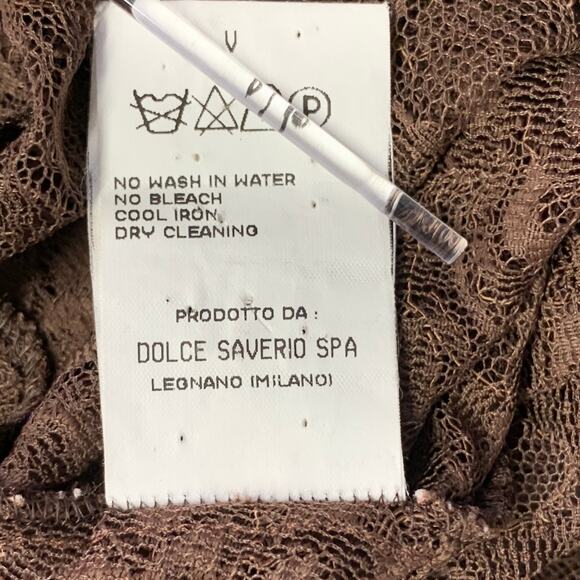 V
P
NO WASH IN WATER
NO BLEACH
COOL IRON
DRY CLEANING
PRODOTTO DA :
DOLCE SAVERIO SPA
LEGNANO (MILANO)